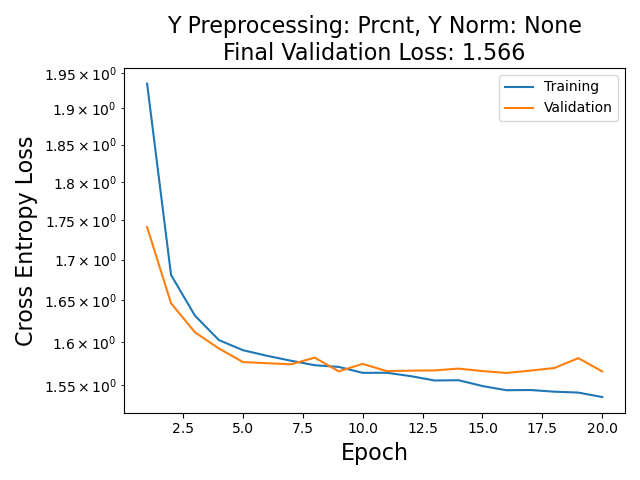 Y Preprocessing: Prcnt, Y Norm: None
Final Validation Loss: 1.566
Training
Validation
Cross Entropy Loss
1.95 × 10⁰
1.9 × 10⁰
1.85 × 10⁰
1.8 × 10⁰
1.75 × 10⁰
1.7 × 10⁰
1.65 × 10⁰
1.6 × 10⁰
1.55 × 10⁰
2.5 5.0 7.5 10.0 12.5 15.0 17.5 20.0
Epoch